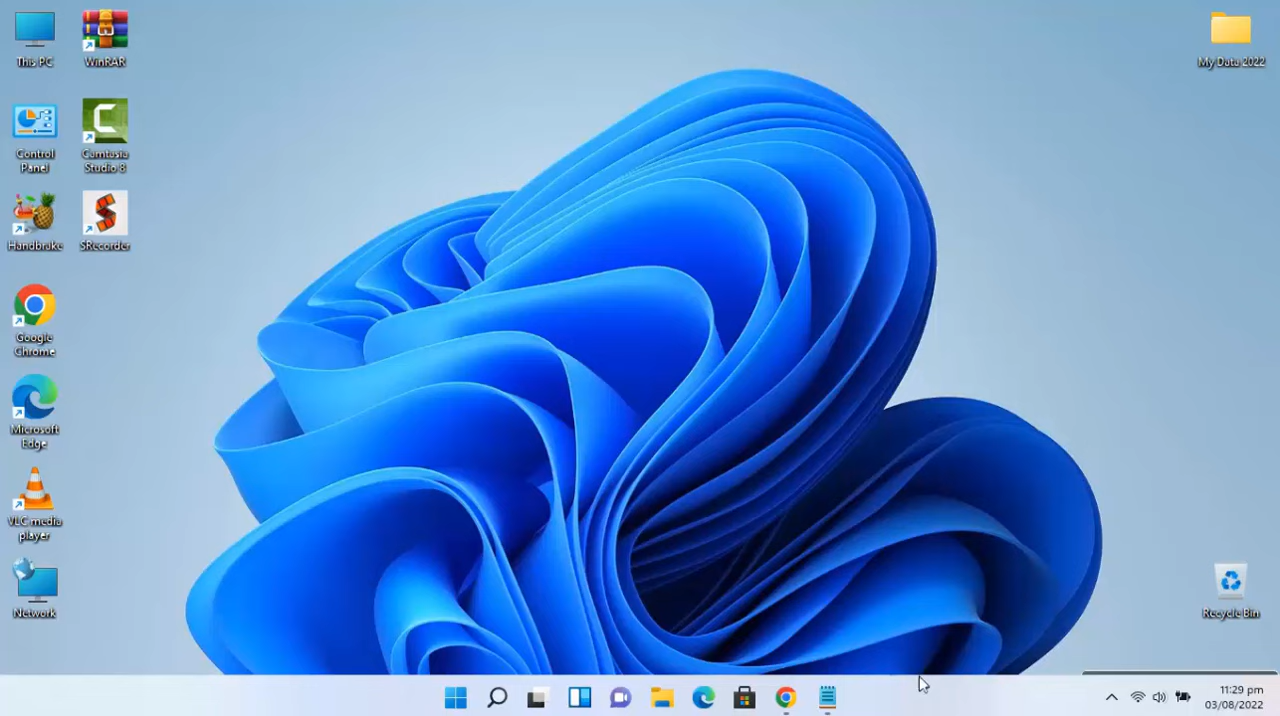 This PC
WinRAR
My Data 2022
Control
Panel
Camtasia
Studio 8
Handbrake
SRecorder
Google
Chrome
Microsoft
Edge
VLC media
player
Network
Recycle Bin
11:29 pm
03/08/2022